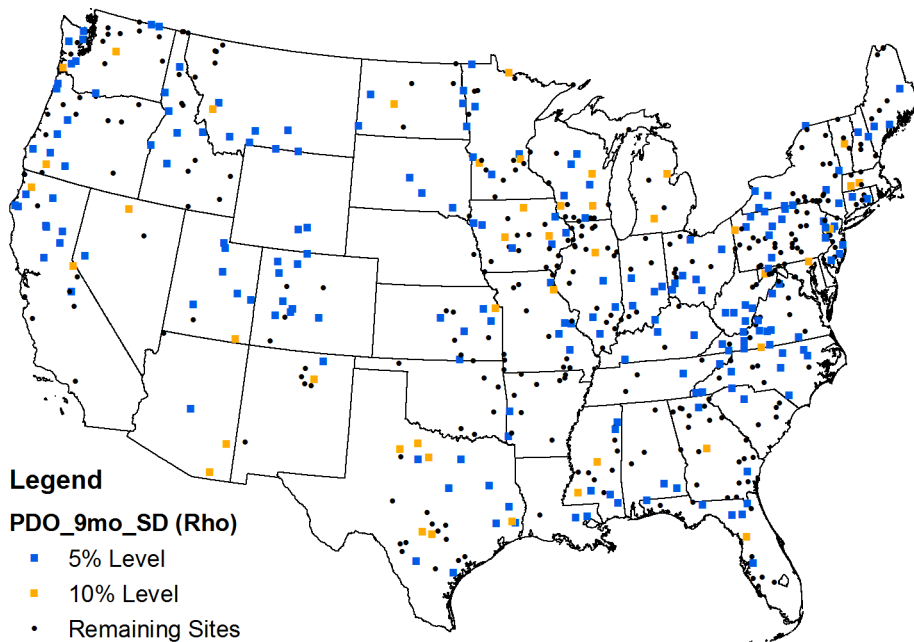 Legend
PDO_9mo_SD (Rho)
5% Level
10% Level
Remaining Sites